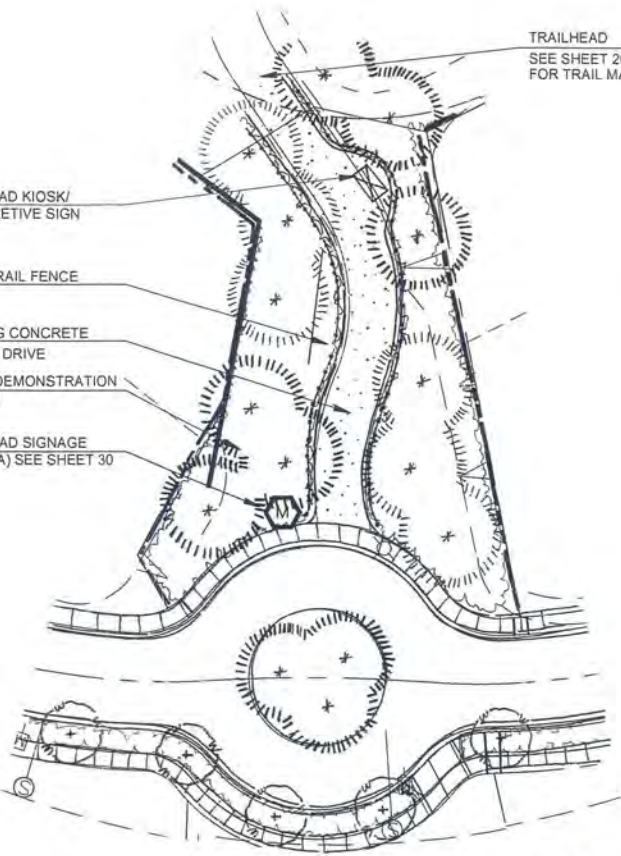 TRAILHEAD
SEE SHEET 20
FOR TRAIL MA
AD KIOSK/
ETIVE SIGN
RAIL FENCE
G CONCRETE
DRIVE
DEMONSTRATION
AD SIGNAGE
A) SEE SHEET 30
M
S
S